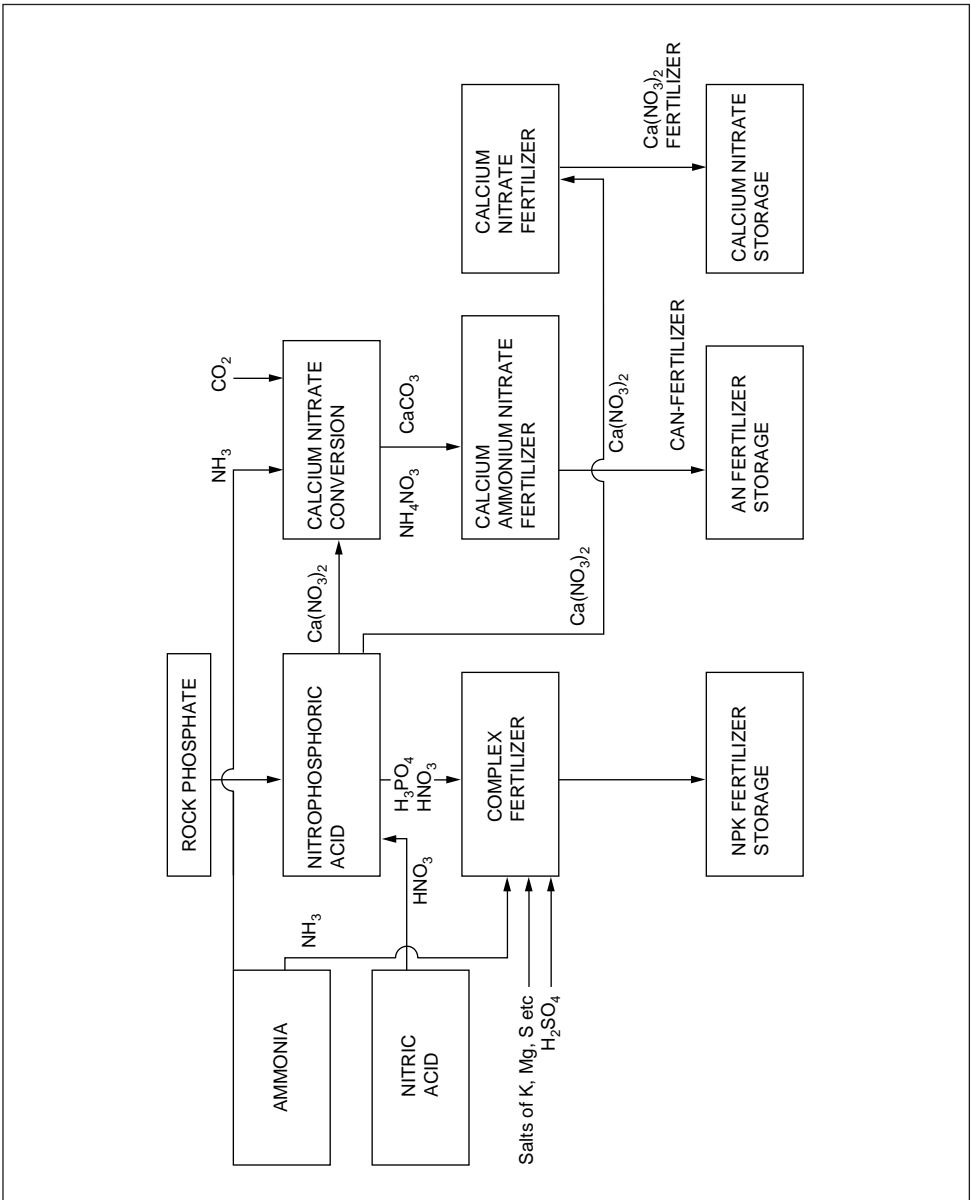 ROCK PHOSPHATE
NH₃
CO₂
AMMONIA
NITROPHOSPHORIC
ACID
CALCIUM NITRATE
CONVERSION
Ca(NO₃)₂
NH₃
HNO₃
H₃PO₄
HNO₃
NH₄NO₃
CaCO₃
NITRIC
ACID
COMPLEX
FERTILIZER
CALCIUM
AMMONIUM NITRATE
FERTILIZER
CALCIUM
NITRATE
FERTILIZER
Salts of K, Mg, S etc
H₂SO₄
Ca(NO₃)₂
Ca(NO₃)₂
CAN-FERTILIZER
Ca(NO₃)₂
FERTILIZER
NPK FERTILIZER
STORAGE
AN FERTILIZER
STORAGE
CALCIUM NITRATE
STORAGE